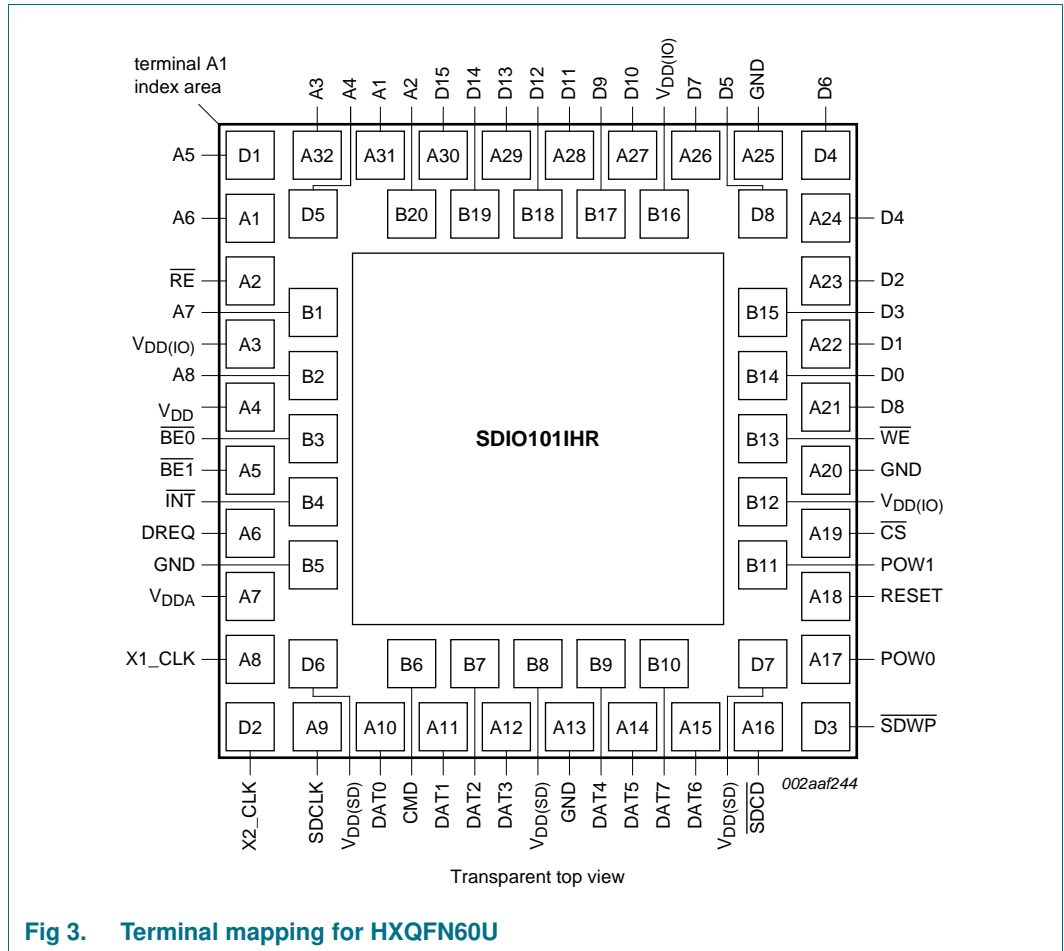 terminal A1
index area
A3
A4
A1
A2
D15
D14
D13
D12
D11
D9
D10
VDD(IO)
D7
D5
GND
D6
A5
D1
A32
A31
A30
A29
A28
A27
A26
A25
D4
A6
A1
D5
B20
B19
B18
B17
B16
D8
A24
D4
RE
A2
A23
D2
A7
B1
B15
D3
VDD(IO)
A3
A22
D1
A8
B2
B14
D0
VDD
A4
A21
D8
BE0
B3
SDIO101IHR
B13
WE
BE1
A5
A20
GND
INT
B4
B12
VDD(IO)
DREQ
A6
A19
CS
GND
B5
B11
POW1
VDDA
A7
A18
RESET
X1_CLK
A8
D6
B6
B7
B8
B9
B10
D7
A17
POW0
D2
A9
A10
A11
A12
A13
A14
A15
A16
D3
SDWP
X2_CLK
SDCLK
VDD(SD)
DAT0
CMD
DAT1
DAT2
DAT3
VDD(SD)
GND
DAT4
DAT5
DAT7
DAT6
VDD(SD)
SDCD
002aaf244
Transparent top view
Fig 3. Terminal mapping for HXQFN60U